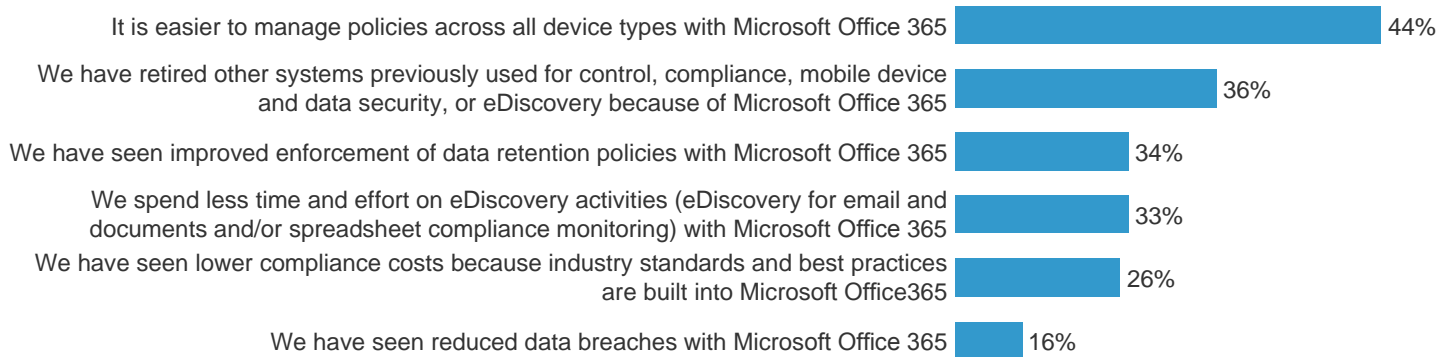 It is easier to manage policies across all device types with Microsoft Office 365 44%
We have retired other systems previously used for control, compliance, mobile device
and data security, or eDiscovery because of Microsoft Office 365 36%
We have seen improved enforcement of data retention policies with Microsoft Office 365 34%
We spend less time and effort on eDiscovery activities (eDiscovery for email and
documents and/or spreadsheet compliance monitoring) with Microsoft Office 365 33%
We have seen lower compliance costs because industry standards and best practices
are built into Microsoft Office365 26%
We have seen reduced data breaches with Microsoft Office 365 16%